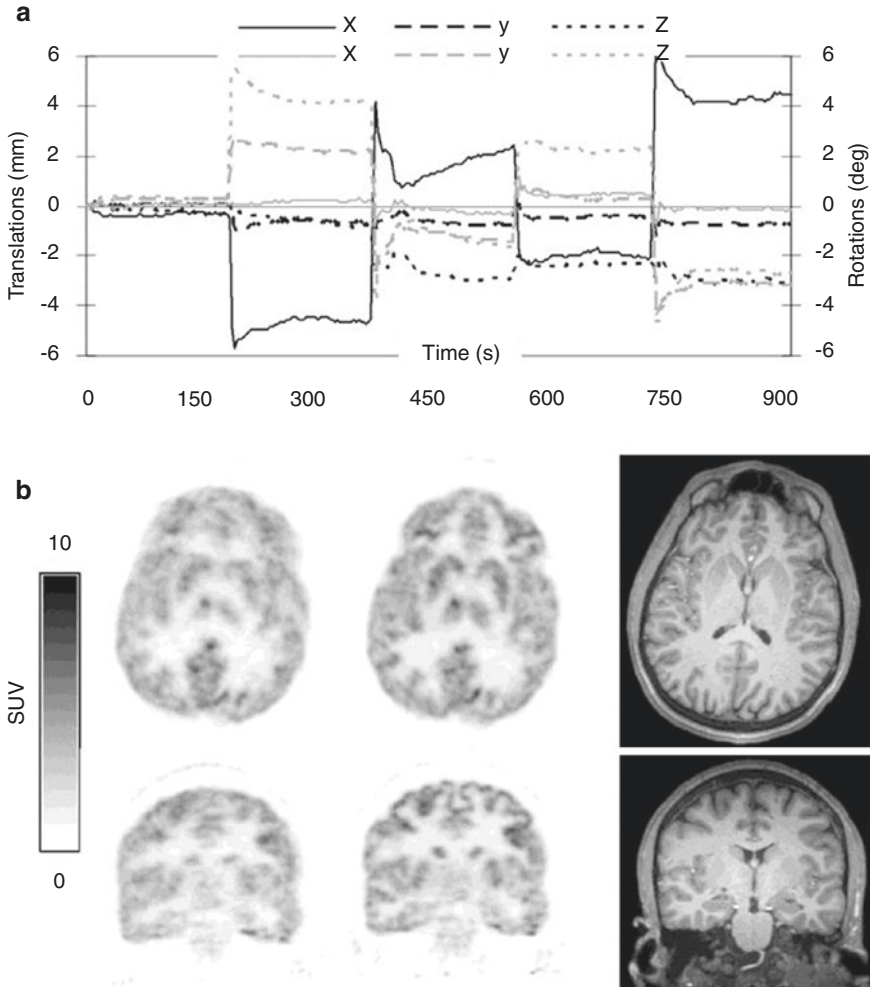 a
X y Z
X y Z
6 6
4 4
2 2
0 0
-2 -2
-4 -4
-6 -6
Translations (mm)
Rotations (deg)
Time (s)
0 150 300 450 600 750 900
b
10
SUV
0